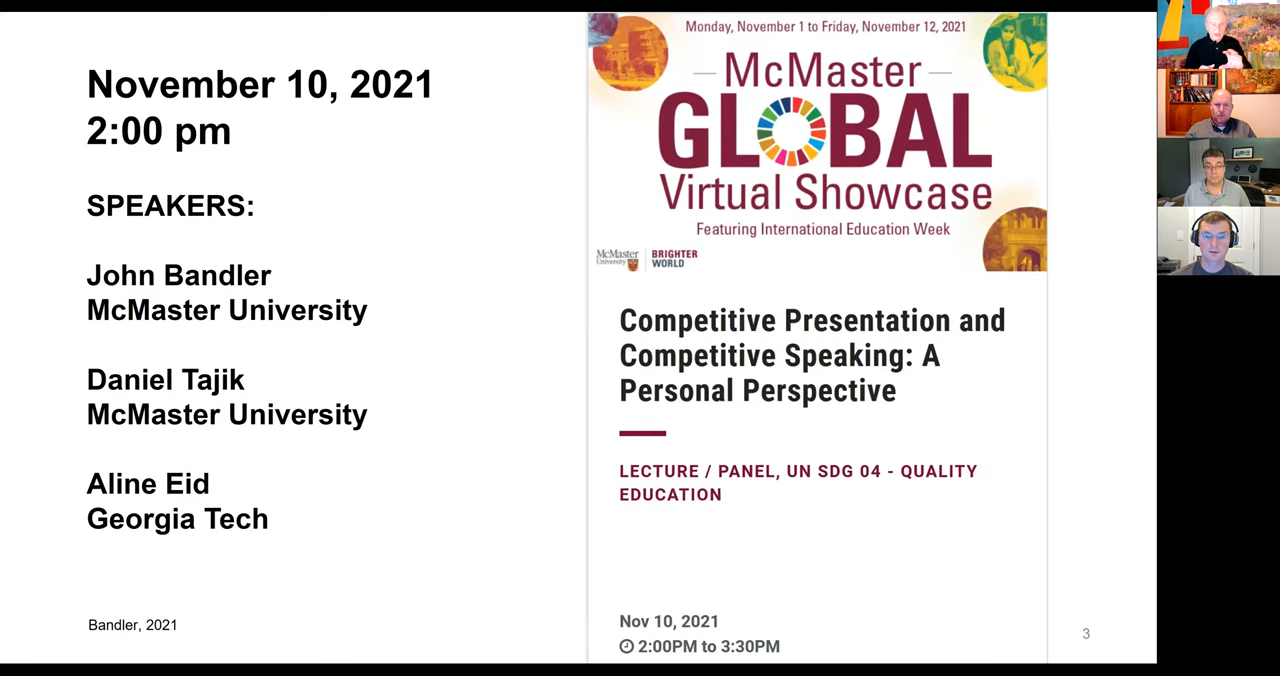 November 10, 2021
2:00 pm
SPEAKERS:
John Bandler
McMaster University
Daniel Tajik
McMaster University
Aline Eid
Georgia Tech
Bandler, 2021
Monday, November 1 to Friday, November 12, 2021
McMaster
GLOBAL
Virtual Showcase
Featuring International Education Week
McMaster
University
BRIGHTER
WORLD
Competitive Presentation and
Competitive Speaking: A
Personal Perspective
LECTURE / PANEL, UN SDG 04 - QUALITY
EDUCATION
Nov 10, 2021
2:00PM to 3:30PM
3